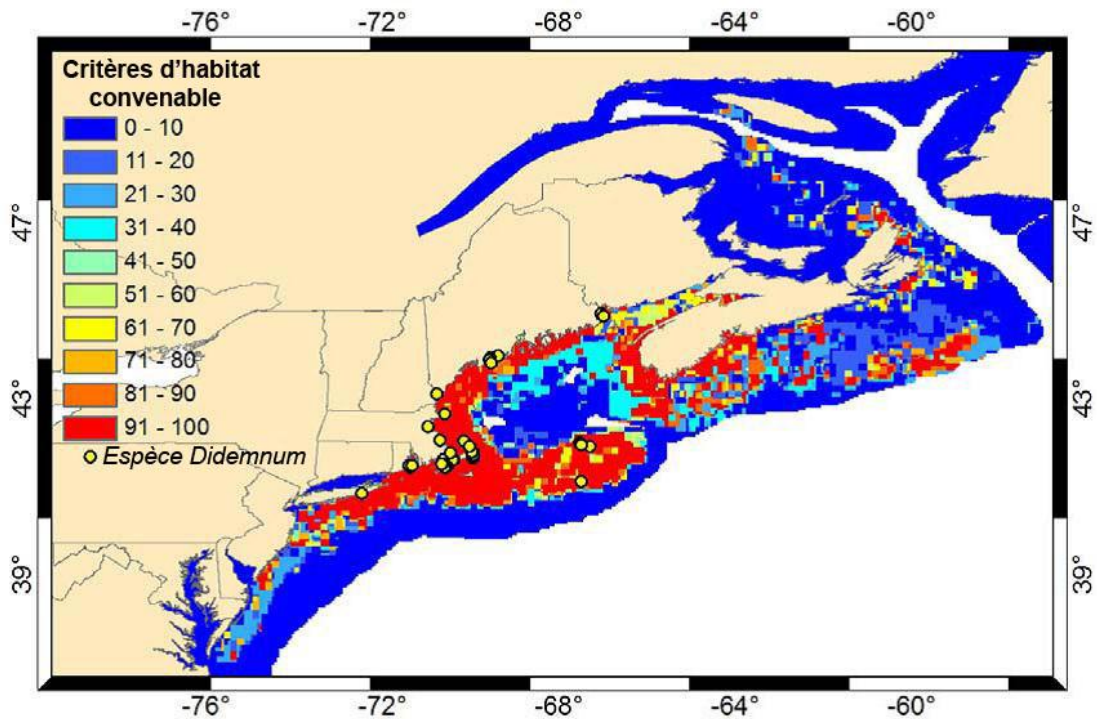 -76° -72° -68° -64° -60°
Critères d'habitat
convenable
0 - 10
11 - 20
21 - 30
31 - 40
41 - 50
51 - 60
61 - 70
71 - 80
81 - 90
91 - 100
Espèce Didemnum
47° 47°
43° 43°
39° 39°
-76° -72° -68° -64° -60°